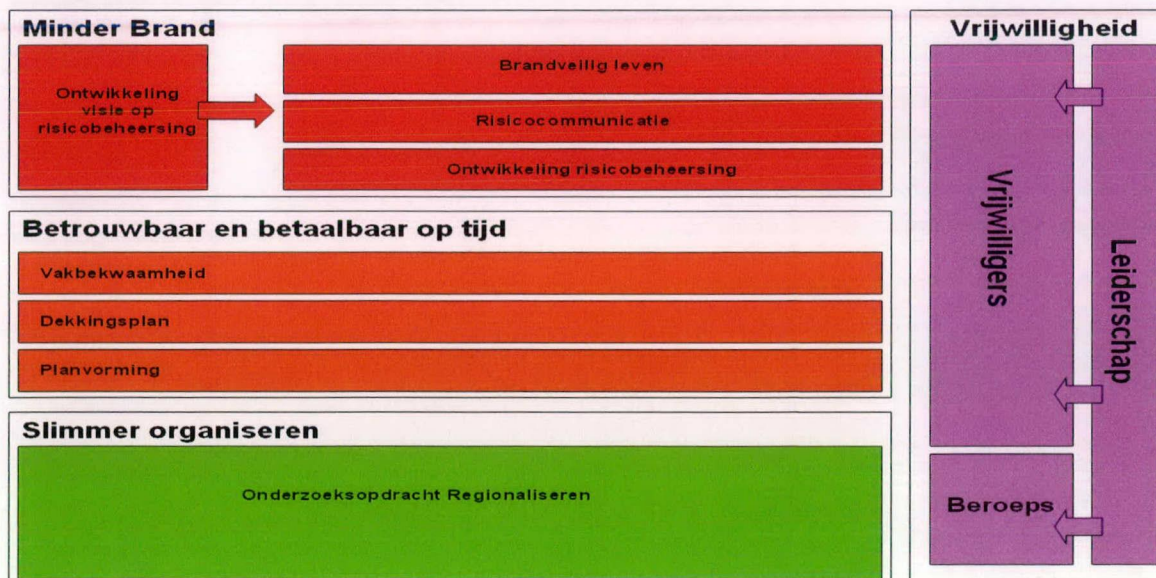 Minder Brand
Ontwikkeling
visie op
risicobeheersing
Brandveilig leven
Risicocommunicatie
Ontwikkeling risicobeheersing
Betrouwbaar en betaalbaar op tijd
Vakbekwaamheid
Dekkingsplan
Planvorming
Slimmer organiseren
Onderzoeksopdracht Regionaliseren
Vrijwilligheid
Vrijwilligers
Leiderschap
Beroeps